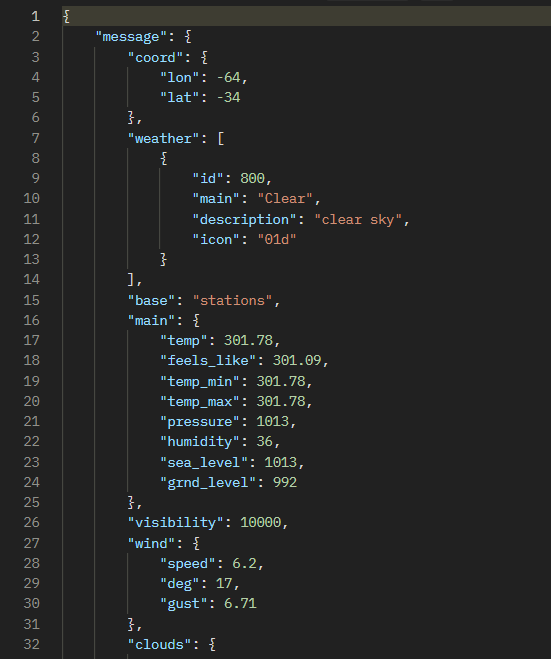 1 {
2     "message": {
3         "coord": {
4             "lon": -64,
5             "lat": -34
6         },
7         "weather": [
8             {
9                 "id": 800,
10                 "main": "Clear",
11                 "description": "clear sky",
12                 "icon": "01d"
13             }
14         ],
15         "base": "stations",
16         "main": {
17             "temp": 301.78,
18             "feels_like": 301.09,
19             "temp_min": 301.78,
20             "temp_max": 301.78,
21             "pressure": 1013,
22             "humidity": 36,
23             "sea_level": 1013,
24             "grnd_level": 992
25         },
26         "visibility": 10000,
27         "wind": {
28             "speed": 6.2,
29             "deg": 17,
30             "gust": 6.71
31         },
32         "clouds": {